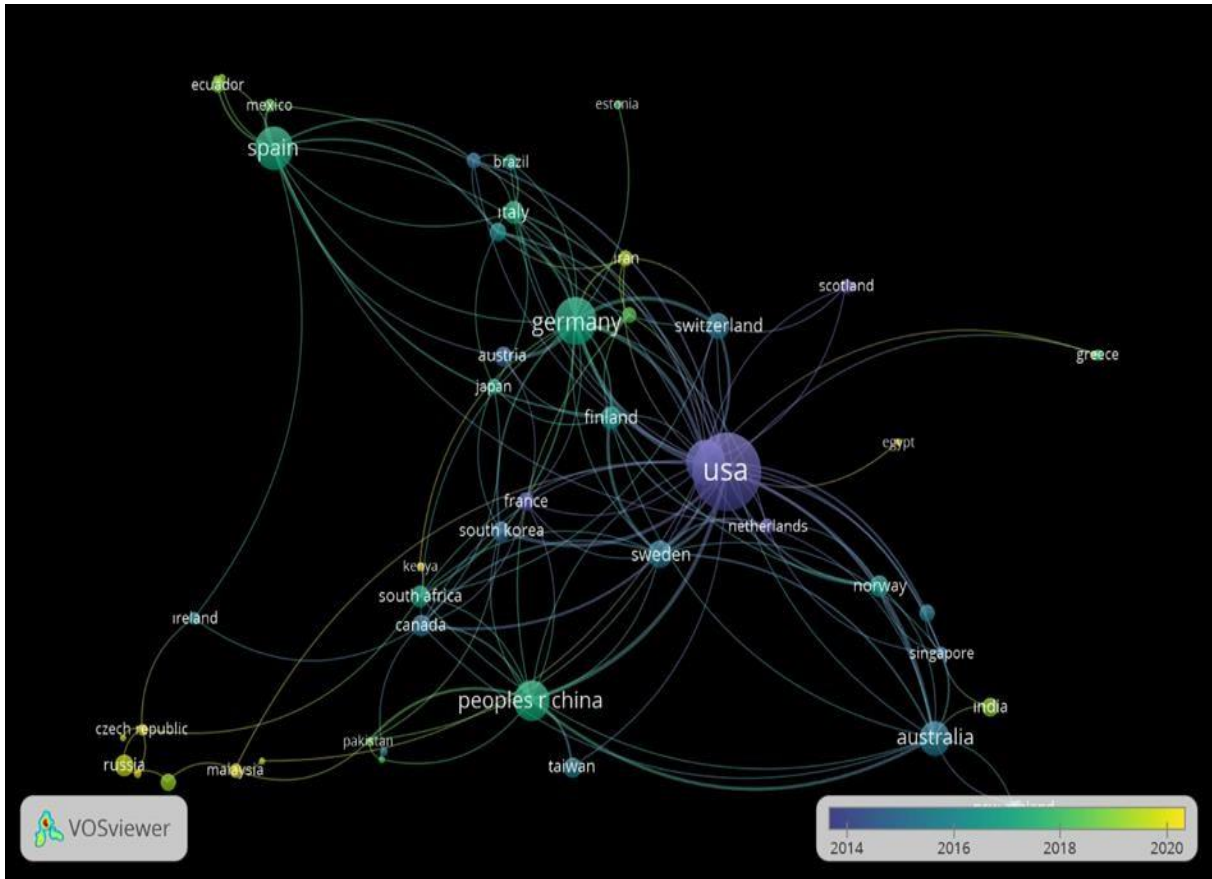 ecuador
mexico
estonia
spain
brazil
italy
iran
scotland
germany
switzerland
austria
greece
japan
finland
egypt
usa
france
netherlands
south korea
sweden
kenya
norway
south africa
ireland
canada
singapore
peoples r china
india
czech republic
australia
pakistan
russia
malaysia
taiwan
VOSviewer
2014 2016 2018 2020